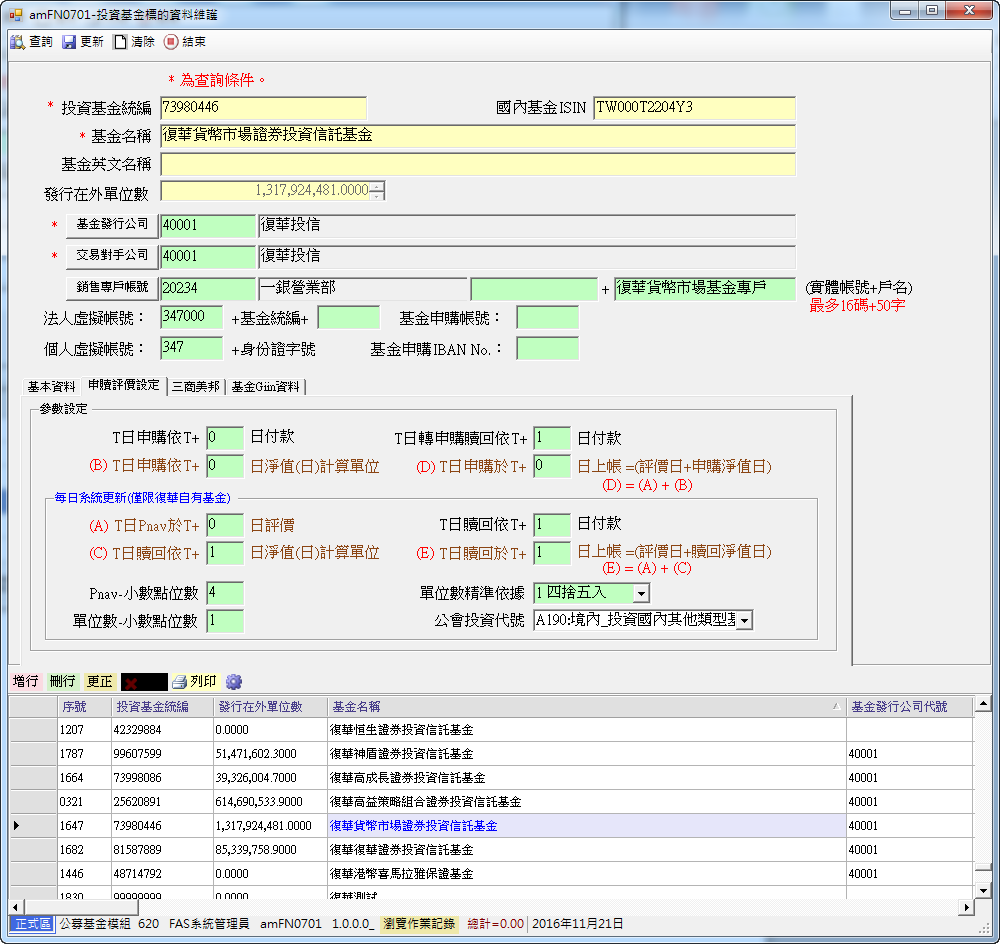 amFN0701-投資基金標的資料維護
查詢 更新 清除 結束
* 為查詢條件。
* 投資基金統編 73980446 國內基金ISIN TW000T2204Y3
* 基金名稱 復華貨幣市場證券投資信託基金
基金英文名稱
發行在外單位數 1,317,924,481.0000
* 基金發行公司 40001 復華投信
* 交易對手公司 40001 復華投信
銷售專戶帳號 20234 一銀營業部 + 復華貨幣市場基金專戶 (實體帳號+戶名)
最多16碼+50字
法人虛擬帳號： 347000 +基金統編+ 基金申購帳號：
個人虛擬帳號： 347 +身份證字號 基金申購IBAN No.：
基本資料 申贖評價設定 三商美邦 基金Giin資料
參數設定
T日申購依T+ 0 日付款 T日轉申購贖回依T+ 1 日付款
(B) T日申購依T+ 0 日淨值(日)計算單位 (D) T日申購於T+ 0 日上帳 =(評價日+申購淨值日)
(D) = (A) + (B)
每日系統更新(僅限復華自有基金)
(A) T日Pnav於T+ 0 日評價 T日贖回依T+ 1 日付款
(C) T日贖回依T+ 1 日淨值(日)計算單位 (E) T日贖回於T+ 1 日上帳 =(評價日+贖回淨值日)
(E) = (A) + (C)
Pnav-小數點位數 4 單位數精準依據 1 四捨五入
單位數-小數點位數 1 公會投資代號 A190:境內_投資國內其他類型基
增行 刪行 更正 列印
序號 投資基金統編 發行在外單位數 基金名稱 基金發行公司代號
1207 42329884 0.0000 復華恒生證券投資信託基金
1787 99607599 51,471,602.3000 復華神盾證券投資信託基金 40001
1664 73998086 39,326,004.7000 復華高成長證券投資信託基金 40001
0321 25620891 614,690,533.9000 復華高益策略組合證券投資信託基金 40001
1647 73980446 1,317,924,481.0000 復華貨幣市場證券投資信託基金 40001
1682 81587889 85,339,758.9000 復華復華證券投資信託基金 40001
1446 48714792 0.0000 復華港幣喜馬拉雅保證基金 40001
1830 99999999 0.0000 復華測試
正式區 公募基金模組 620 FAS系統管理員 amFN0701 1.0.0.0_ 瀏覽作業記錄 總計=0.00 2016年11月21日